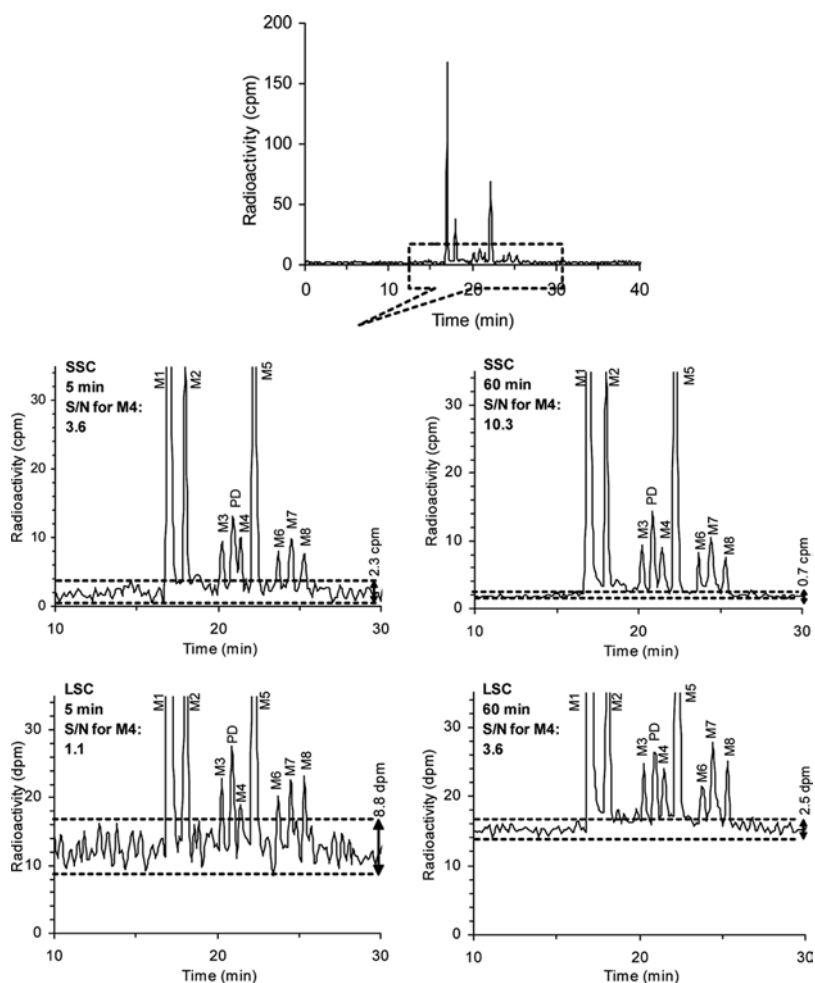 200
150
100
50
0
Radioactivity (cpm)
0
10
20
30
40
Time (min)
SSC
5 min
S/N for M4:
3.6
M1
M2
M3
PD
M4
M5
M6
M7
M8
2.3 cpm
30
20
10
0
Radioactivity (cpm)
10
20
30
Time (min)
SSC
60 min
S/N for M4:
10.3
M1
M2
M3
PD
M4
M5
M6
M7
M8
0.7 cpm
30
20
10
0
Radioactivity (cpm)
10
20
30
Time (min)
LSC
5 min
S/N for M4:
1.1
M1
M2
M3
PD
M4
M5
M6
M7
M8
8.8 dpm
30
20
10
0
Radioactivity (dpm)
10
20
30
Time (min)
LSC
60 min
S/N for M4:
3.6
M1
M2
M3
PD
M4
M5
M6
M7
M8
2.5 dpm
30
20
10
0
Radioactivity (dpm)
10
20
30
Time (min)